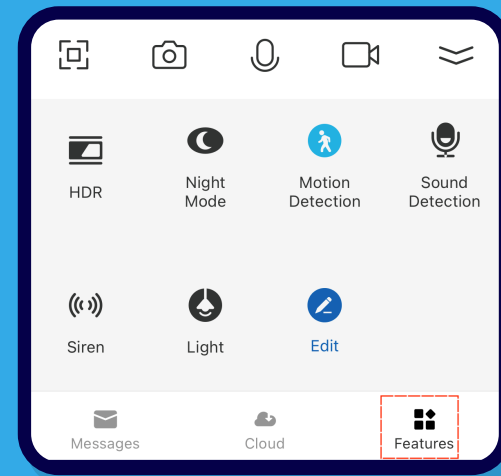 HDR
Night
Mode
Motion
Detection
Sound
Detection
Siren
Light
Edit
Messages
Cloud
Features